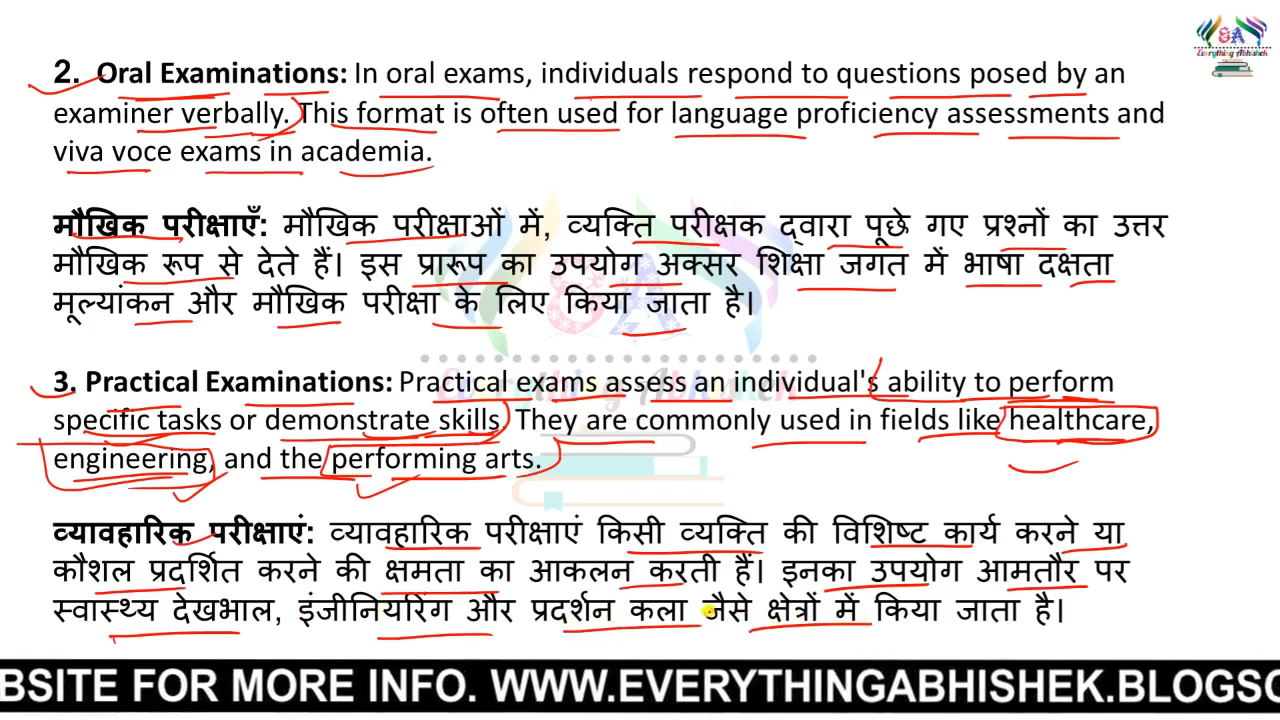 &A
Everything Abhishek
2. Oral Examinations: In oral exams, individuals respond to questions posed by an
examiner verbally. This format is often used for language proficiency assessments and
viva voce exams in academia.
मौखिक परीक्षाएँ: मौखिक परीक्षाओं में, व्यक्ति परीक्षक द्वारा पूछे गए प्रश्नों का उत्तर
मौखिक रूप से देते हैं। इस प्रारूप का उपयोग अक्सर शिक्षा जगत में भाषा दक्षता
मूल्यांकन और मौखिक परीक्षा के लिए किया जाता है।
&A
Everything Abhishek
3. Practical Examinations: Practical exams assess an individual's ability to perform
specific tasks or demonstrate skills. They are commonly used in fields like healthcare,
engineering, and the performing arts.
व्यावहारिक परीक्षाएं: व्यावहारिक परीक्षाएं किसी व्यक्ति की विशिष्ट कार्य करने या
कौशल प्रदर्शित करने की क्षमता का आकलन करती हैं। इनका उपयोग आमतौर पर
स्वास्थ्य देखभाल, इंजीनियरिंग और प्रदर्शन कला जैसे क्षेत्रों में किया जाता है।
BSITE FOR MORE INFO. WWW.EVERYTHINGABHISHEK.BLOGSC